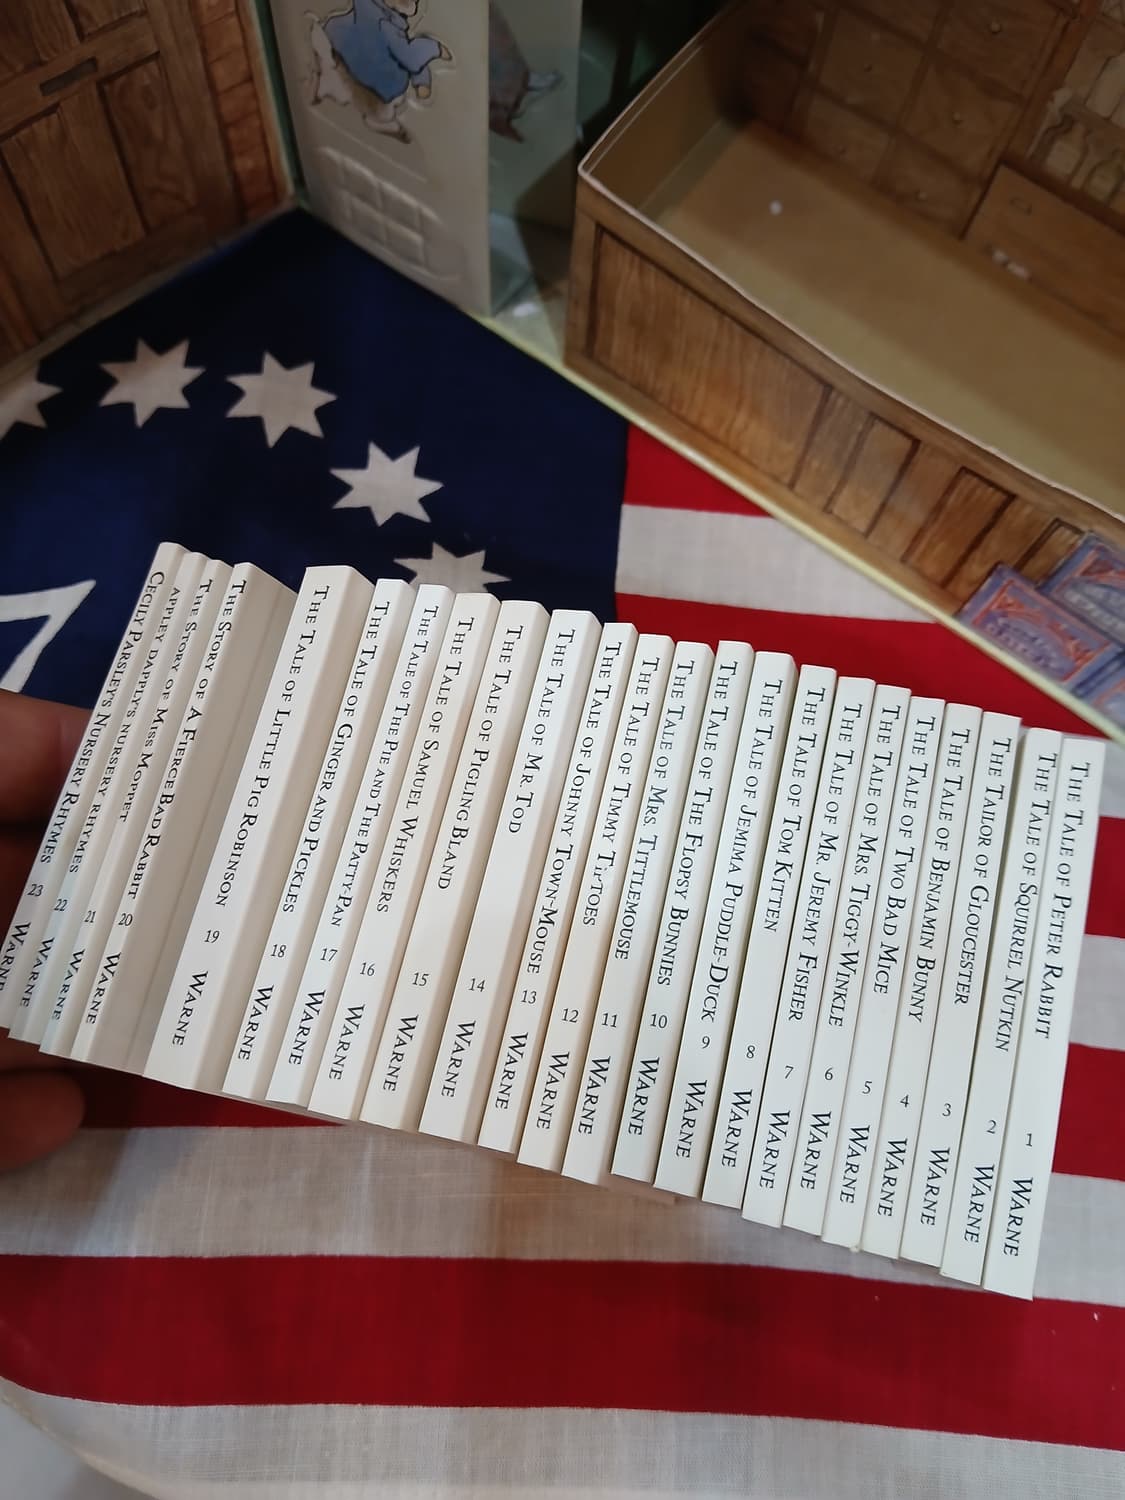 CECILY PARSLEY'S NURSERY RHYMES 23 WARNE
APPLEY DAPPLY'S NURSERY RHYMES 22 WARNE
THE STORY OF MISS MOPPET 21 WARNE
THE STORY OF A FIERCE BAD RABBIT 20 WARNE
THE TALE OF LITTLE PIG ROBINSON 19 WARNE
THE TALE OF GINGER AND PICKLES 18 WARNE
THE TALE OF THE PIE AND THE PATTY-PAN 17 WARNE
THE TALE OF SAMUEL WHISKERS 16 WARNE
THE TALE OF PIGLING BLAND 15 WARNE
THE TALE OF MR. TOD 14 WARNE
THE TALE OF JOHNNY TOWN-MOUSE 13 WARNE
THE TALE OF TIMMY TIPTOES 12 WARNE
THE TALE OF MRS. TITTLEMOUSE 11 WARNE
THE TALE OF THE FLOPSY BUNNIES 10 WARNE
THE TALE OF JEMIMA PUDDLE-DUCK 9 WARNE
THE TALE OF TOM KITTEN 8 WARNE
THE TALE OF MR. JEREMY FISHER 7 WARNE
THE TALE OF MRS. TIGGY-WINKLE 6 WARNE
THE TALE OF TWO BAD MICE 5 WARNE
THE TALE OF BENJAMIN BUNNY 4 WARNE
THE TAILOR OF GLOUCESTER 3 WARNE
THE TALE OF SQUIRREL NUTKIN 2 WARNE
THE TALE OF PETER RABBIT 1 WARNE